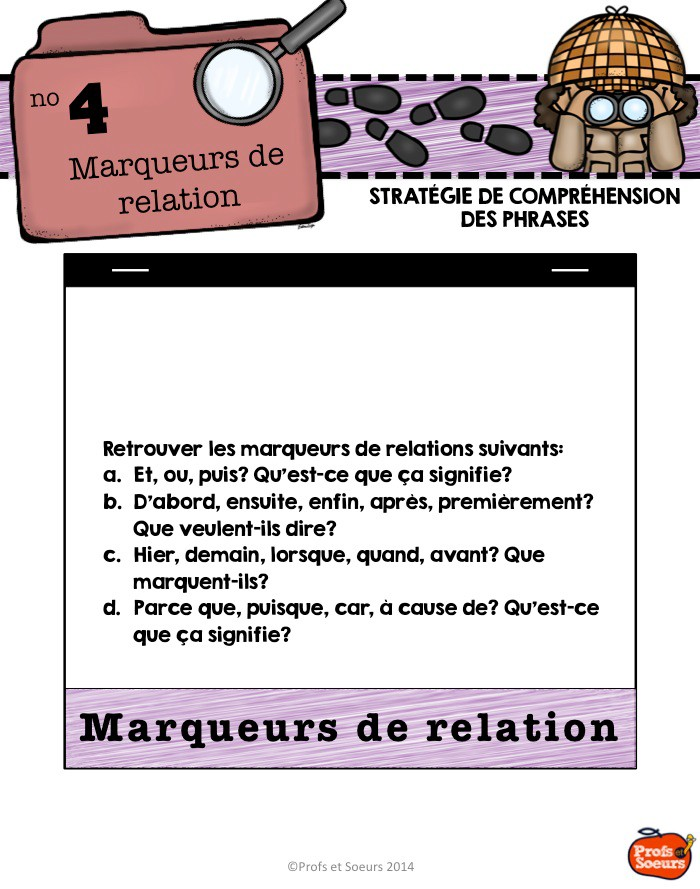 no 4
Marqueurs de
relation
STRATÉGIE DE COMPRÉHENSION
DES PHRASES
Retrouver les marqueurs de relations suivants:
a. Et, ou, puis? Qu'est-ce que ça signifie?
b. D'abord, ensuite, enfin, après, premièrement?
Que veulent-ils dire?
c. Hier, demain, lorsque, quand, avant? Que
marquent-ils?
d. Parce que, puisque, car, à cause de? Qu'est-ce
que ça signifie?
Marqueurs de relation
©Profs et Soeurs 2014
Profs
Soeurs